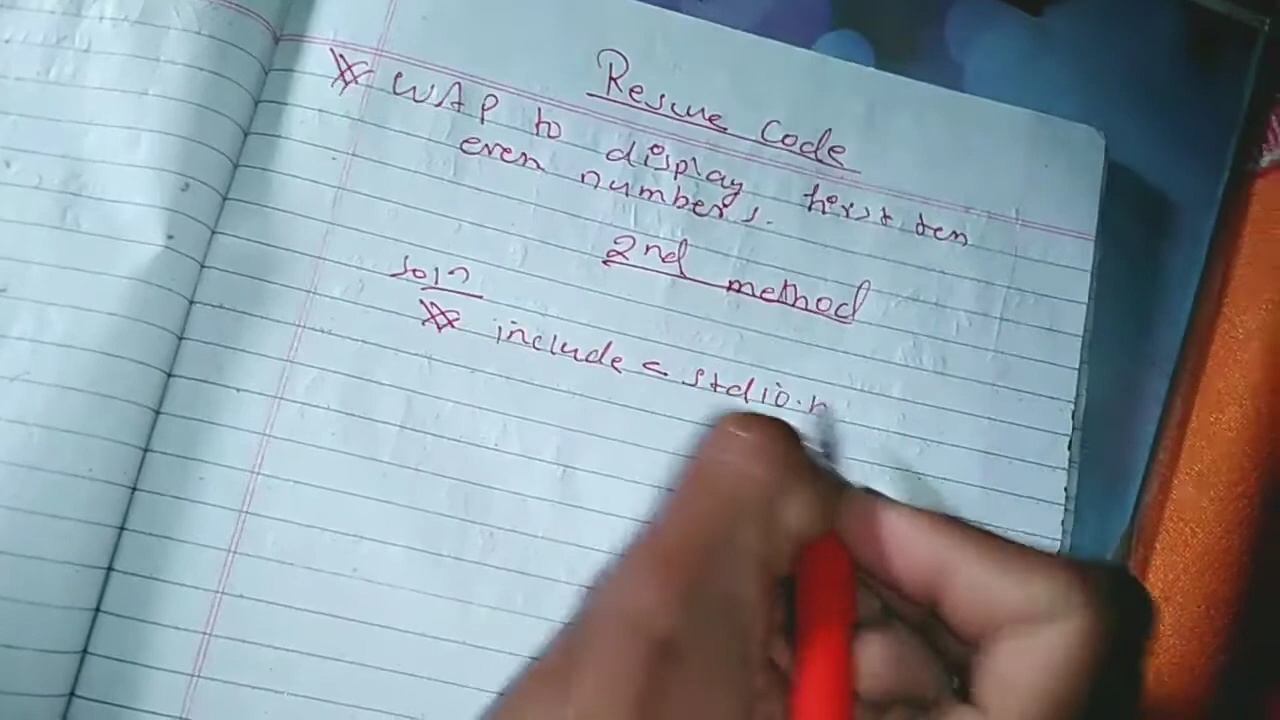 Rescue Code
WAP to display first ten
even numbers.
2nd method
Soln
# include < stdio.h